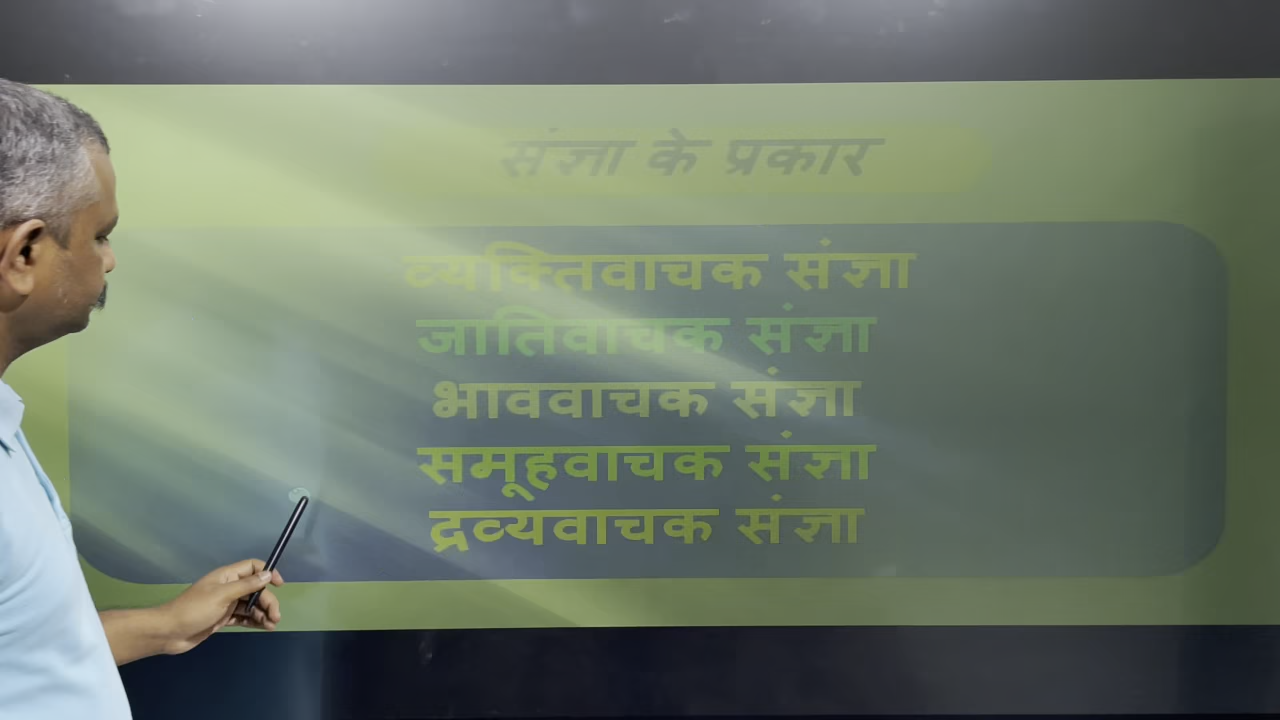 संज्ञा के प्रकार
व्यक्तिवाचक संज्ञा
जातिवाचक संज्ञा
भाववाचक संज्ञा
समूहवाचक संज्ञा
द्रव्यवाचक संज्ञा